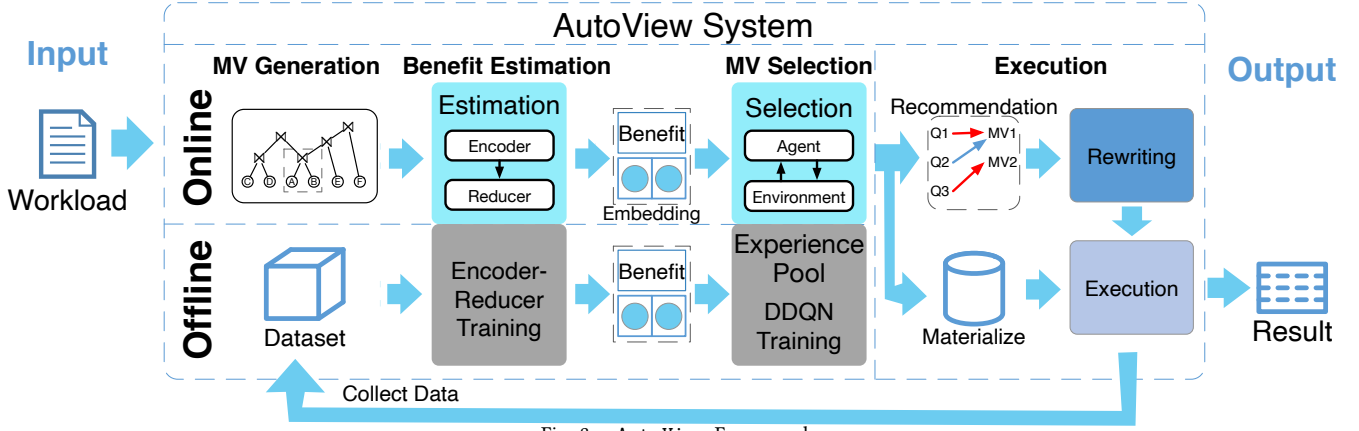 AutoView System
Input
Output
MV Generation
Benefit Estimation
MV Selection
Execution
Online
Workload
C
D
A
B
E
F
Estimation
Encoder
Reducer
Benefit
Embedding
Selection
Agent
Environment
Recommendation
Q1
MV1
Q2
MV2
Q3
Rewriting
Offline
Dataset
Encoder-
Reducer
Training
Benefit
Experience
Pool
DDQN
Training
Materialize
Execution
Result
Collect Data